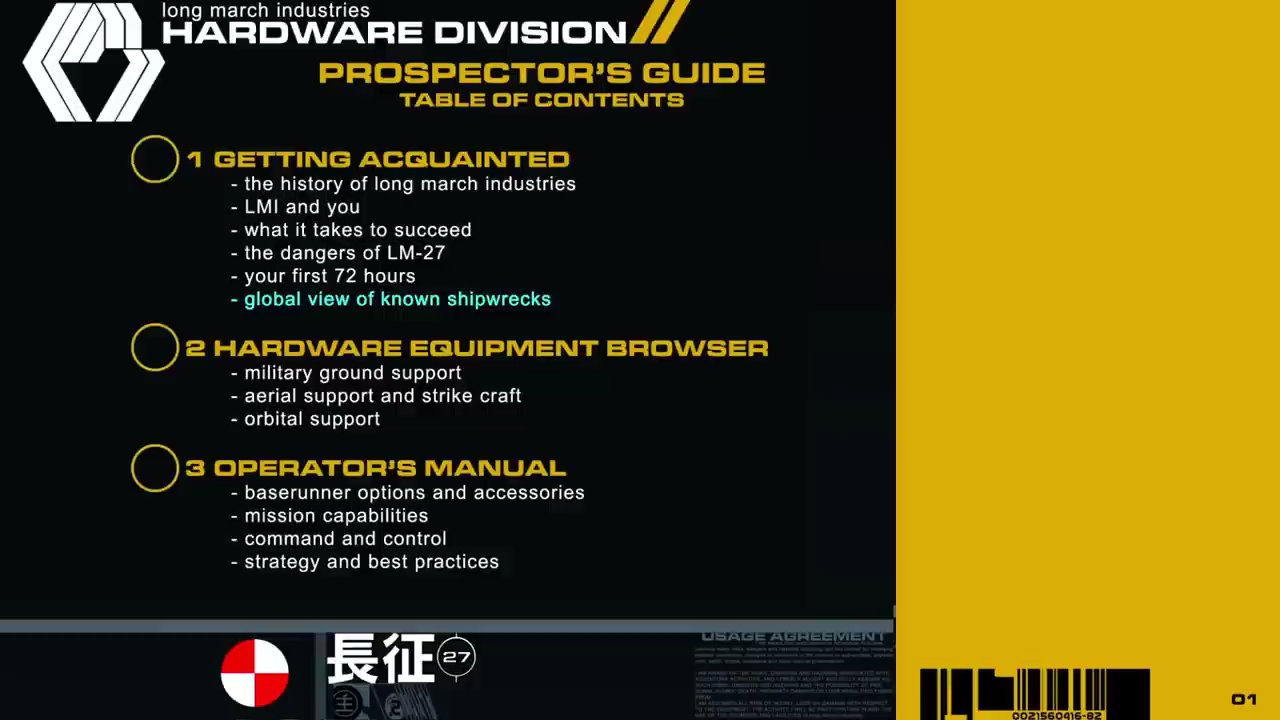 long march industries
HARDWARE DIVISION
PROSPECTOR'S GUIDE
TABLE OF CONTENTS
1 GETTING ACQUAINTED
- the history of long march industries
- LMI and you
- what it takes to succeed
- the dangers of LM-27
- your first 72 hours
- global view of known shipwrecks
2 HARDWARE EQUIPMENT BROWSER
- military ground support
- aerial support and strike craft
- orbital support
3 OPERATOR'S MANUAL
- baserunner options and accessories
- mission capabilities
- command and control
- strategy and best practices
長征 27
USAGE AGREEMENT
0021560416-82
01